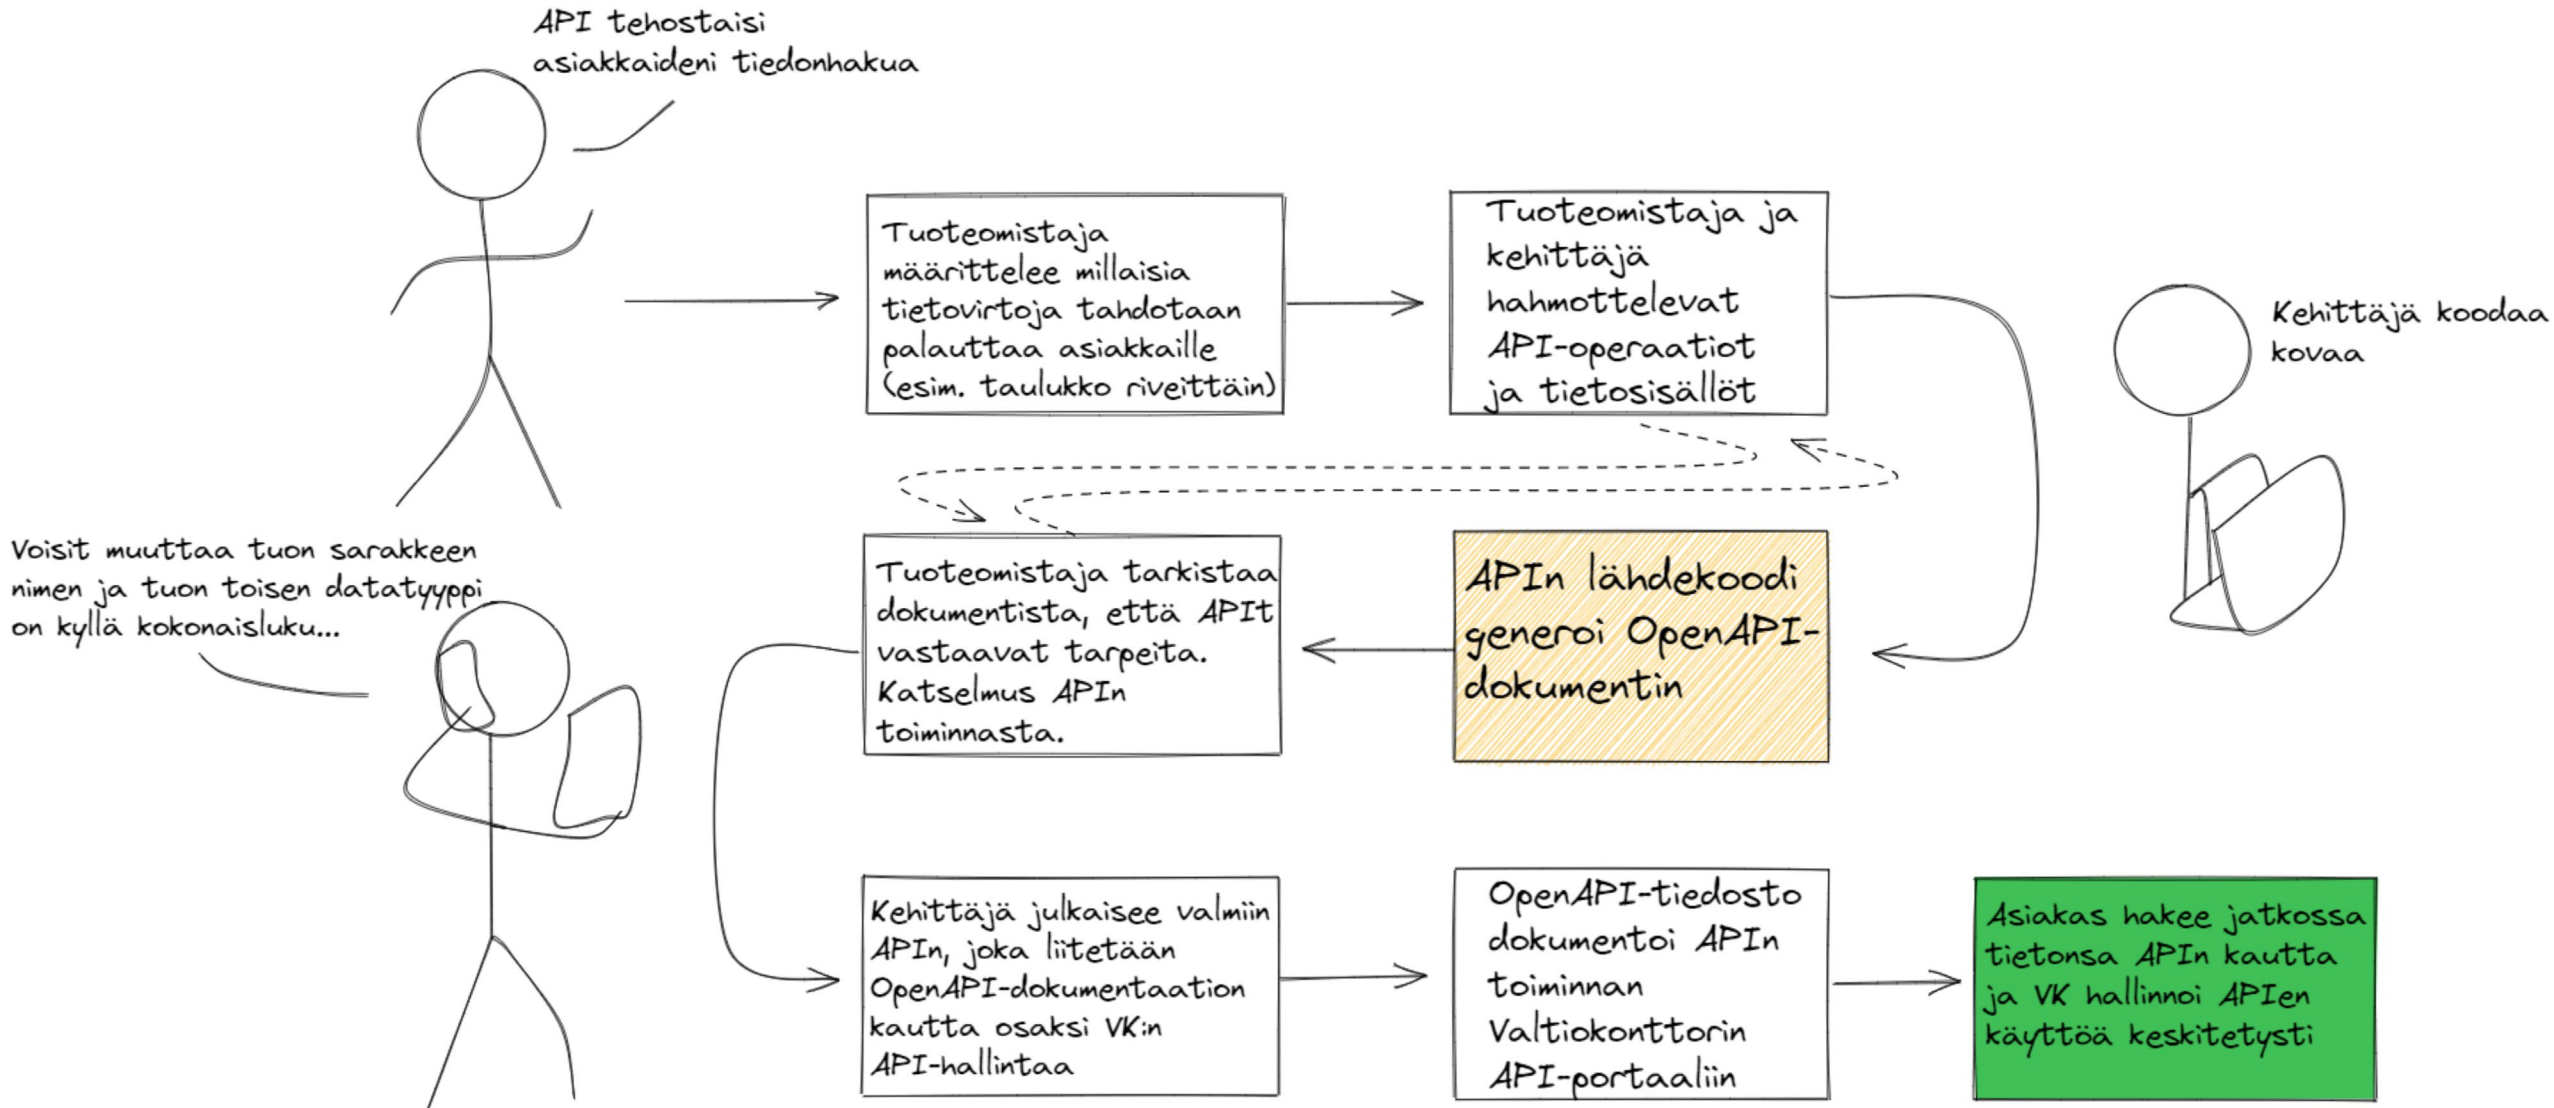 API tehostaisi
asiakkaideni tiedonhakua
Tuoteomistaja
määrittelee millaisia
tietovirtoja tahdotaan
palauttaa asiakkaille
(esim. taulukko riveittäin)
Tuoteomistaja ja
kehittäjä
hahmottelevat
API-operaatiot
ja tietosisällöt
Kehittäjä koodaa
kovaa
APIn lähdekoodi
generoi OpenAPI-
dokumentin
Tuoteomistaja tarkistaa
dokumentista, että APIt
vastaavat tarpeita.
Katselmus APIn
toiminnasta.
Voisit muuttaa tuon sarakkeen
nimen ja tuon toisen datatyyppi
on kyllä kokonaisluku...
Kehittäjä julkaisee valmiin
APIn, joka liitetään
OpenAPI-dokumentaation
kautta osaksi VK:n
API-hallintaa
OpenAPI-tiedosto
dokumentoi APIn
toiminnan
Valtiokonttorin
API-portaaliin
Asiakas hakee jatkossa
tietonsa APIn kautta
ja VK hallinnoi APIen
käyttöä keskitetysti